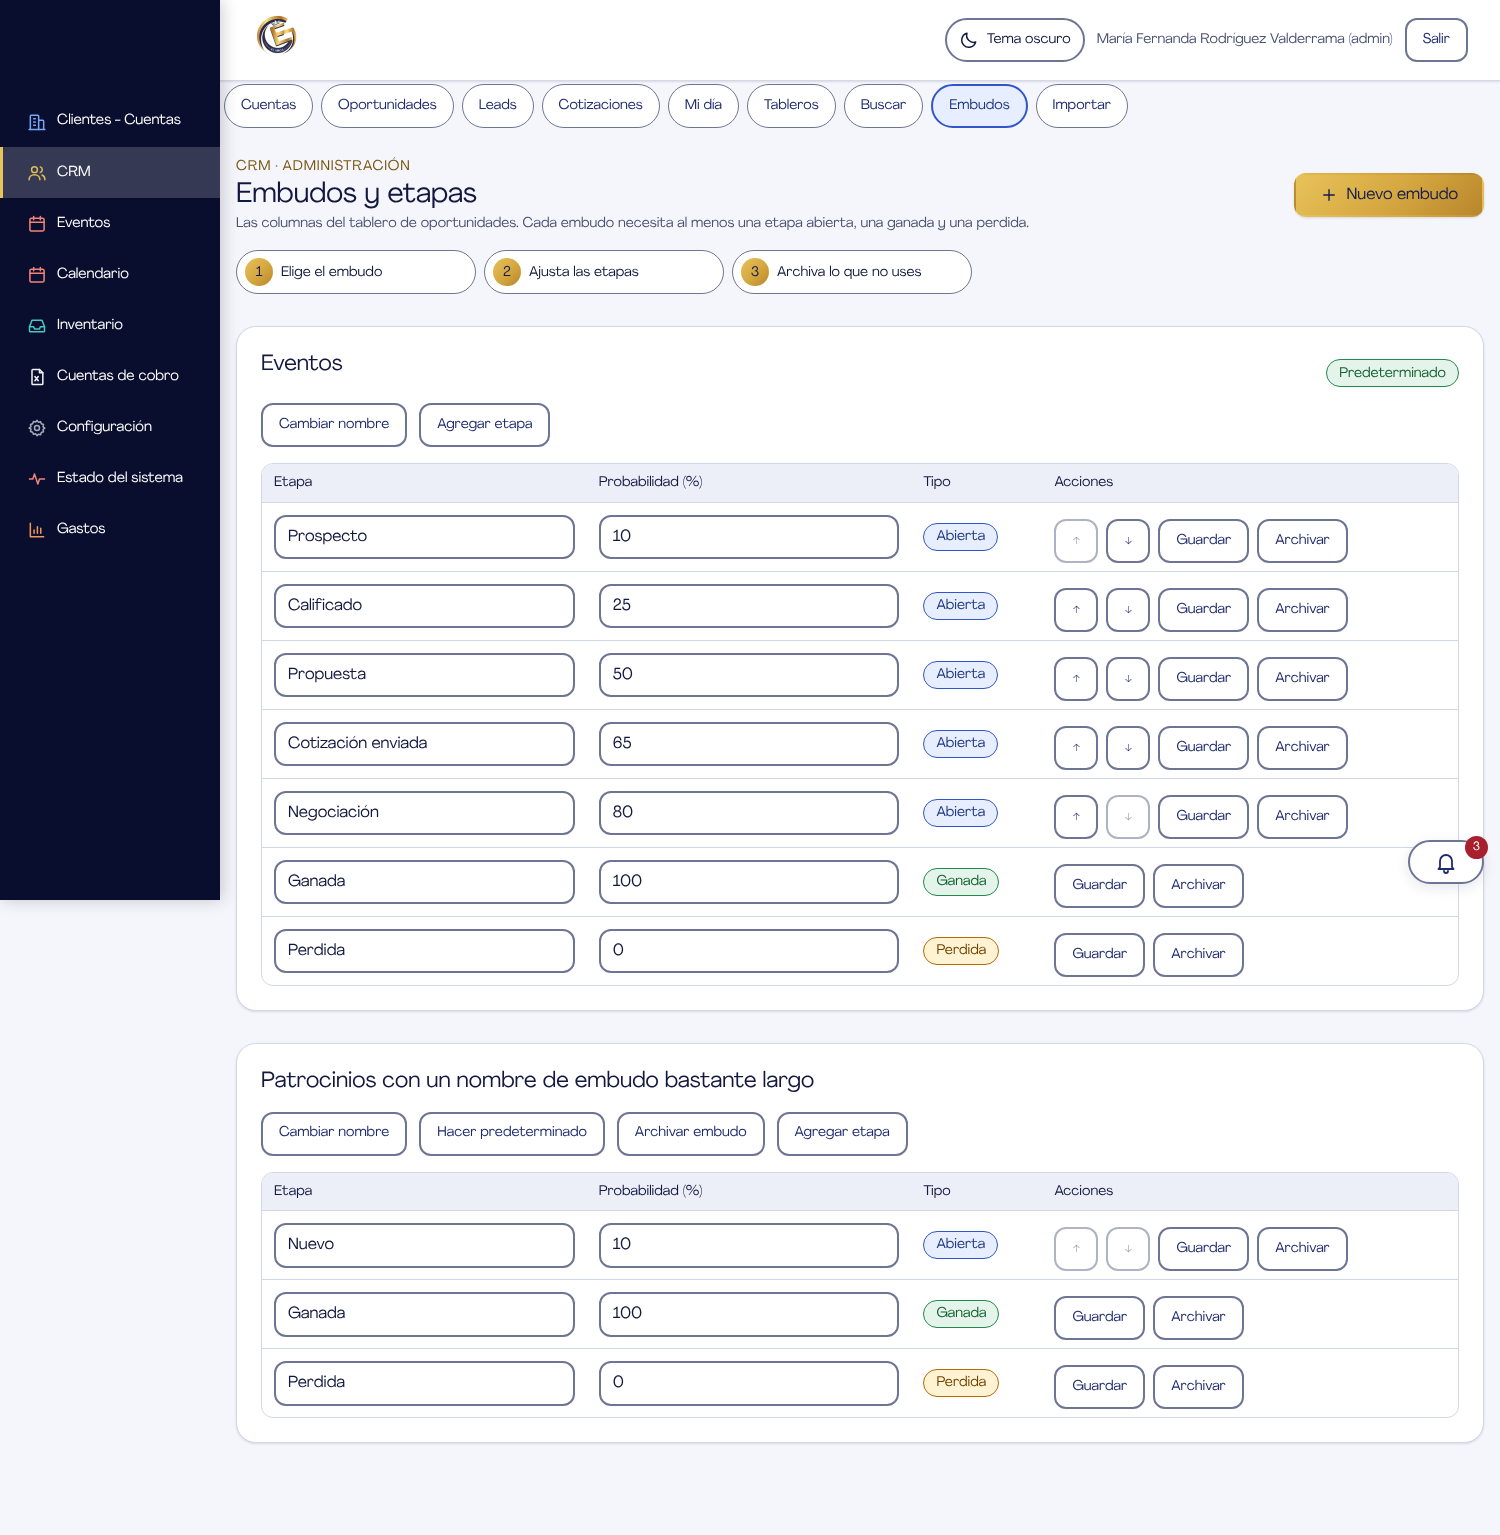 Tema oscuro
María Fernanda Rodríguez Valderrama (admin)
Salir
Clientes - Cuentas
CRM
Eventos
Calendario
Inventario
Cuentas de cobro
Configuración
Estado del sistema
Gastos
Cuentas Oportunidades Leads Cotizaciones Mi día Tableros Buscar Embudos Importar
CRM · ADMINISTRACIÓN
Embudos y etapas
Las columnas del tablero de oportunidades. Cada embudo necesita al menos una etapa abierta, una ganada y una perdida.
+ Nuevo embudo
1 Elige el embudo 2 Ajusta las etapas 3 Archiva lo que no uses
Eventos
Predeterminado
Cambiar nombre Agregar etapa
Etapa Probabilidad (%) Tipo Acciones
Prospecto 10 Abierta ↑ ↓ Guardar Archivar
Calificado 25 Abierta ↑ ↓ Guardar Archivar
Propuesta 50 Abierta ↑ ↓ Guardar Archivar
Cotización enviada 65 Abierta ↑ ↓ Guardar Archivar
Negociación 80 Abierta ↑ ↓ Guardar Archivar
3
Ganada 100 Ganada Guardar Archivar
Perdida 0 Perdida Guardar Archivar
Patrocinios con un nombre de embudo bastante largo
Cambiar nombre Hacer predeterminado Archivar embudo Agregar etapa
Etapa Probabilidad (%) Tipo Acciones
Nuevo 10 Abierta ↑ ↓ Guardar Archivar
Ganada 100 Ganada Guardar Archivar
Perdida 0 Perdida Guardar Archivar